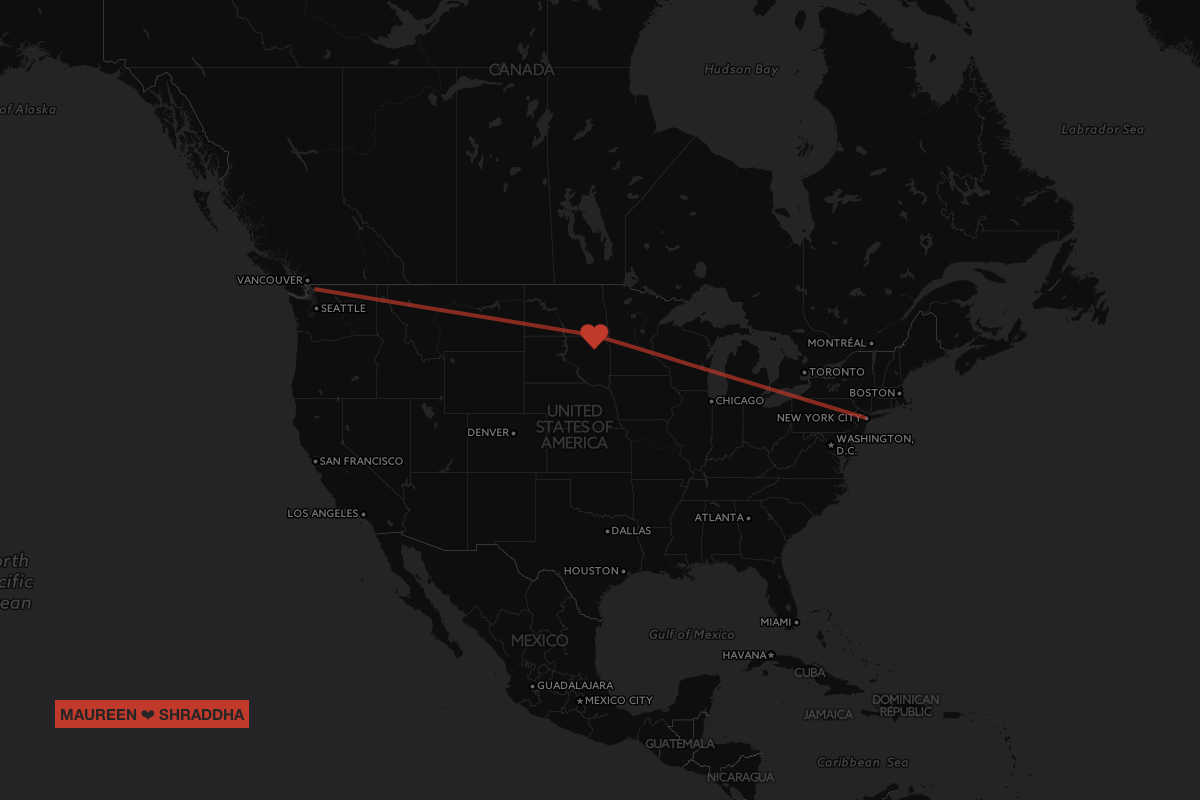 CANADA
Hudson Bay
of Alaska
Labrador Sea
VANCOUVER
SEATTLE
MONTRÉAL
TORONTO
BOSTON
CHICAGO
NEW YORK CITY
UNITED
STATES OF
AMERICA
DENVER
WASHINGTON,
D.C.
SAN FRANCISCO
LOS ANGELES
ATLANTA
DALLAS
HOUSTON
orth
cific
ean
MIAMI
Gulf of Mexico
MEXICO
HAVANA
CUBA
GUADALAJARA
MEXICO CITY
DOMINICAN
REPUBLIC
JAMAICA
MAUREEN ❤ SHRADDHA
GUATEMALA
Caribbean Sea
NICARAGUA